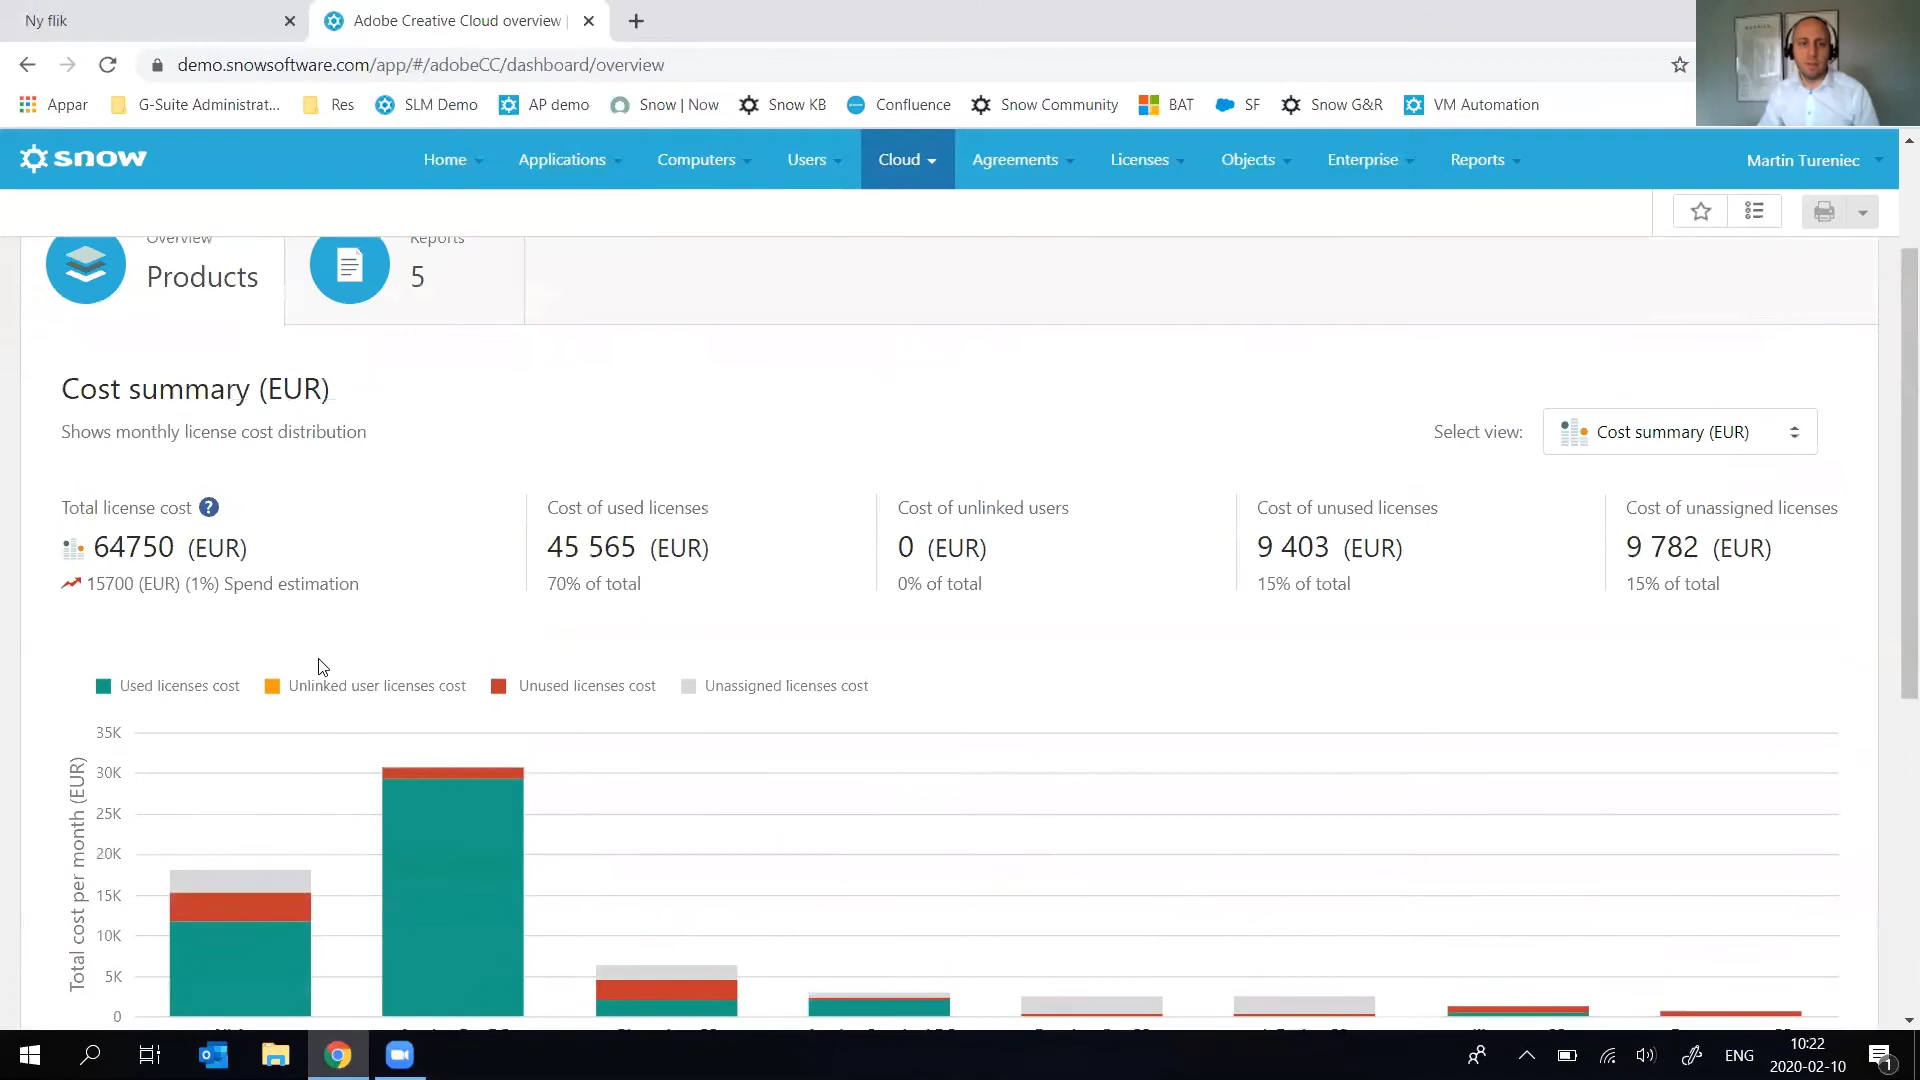 Ny flik
Adobe Creative Cloud overview |
demo.snowsoftware.com/app/#/adobeCC/dashboard/overview
Appar
G-Suite Administrat...
Res
SLM Demo
AP demo
Snow | Now
Snow KB
Confluence
Snow Community
BAT
SF
Snow G&R
VM Automation
snow
Home
Applications
Computers
Users
Cloud
Agreements
Licenses
Objects
Enterprise
Reports
Martin Tureniec
Overview
Products
Reports
5
Cost summary (EUR)
Shows monthly license cost distribution
Select view:
Cost summary (EUR)
Total license cost ?
64750 (EUR)
15700 (EUR) (1%) Spend estimation
Cost of used licenses
45 565 (EUR)
70% of total
Cost of unlinked users
0 (EUR)
0% of total
Cost of unused licenses
9 403 (EUR)
15% of total
Cost of unassigned licenses
9 782 (EUR)
15% of total
Used licenses cost
Unlinked user licenses cost
Unused licenses cost
Unassigned licenses cost
Total cost per month (EUR)
35K
30K
25K
20K
15K
10K
5K
0
ENG
10:22
2020-02-10
1